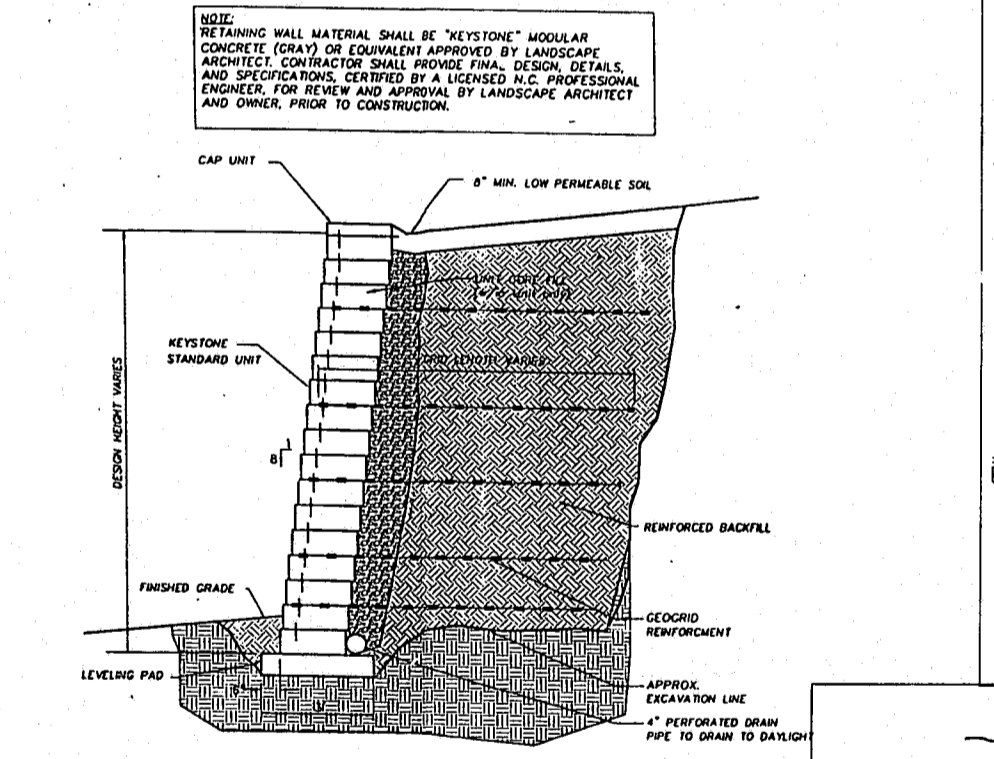 NOTE:
RETAINING WALL MATERIAL SHALL BE "KEYSTONE" MODULAR
CONCRETE (GRAY) OR EQUIVALENT APPROVED BY LANDSCAPE
ARCHITECT. CONTRACTOR SHALL PROVIDE FINAL DESIGN, DETAILS,
AND SPECIFICATIONS, CERTIFIED BY A LICENSED N.C. PROFESSIONAL
ENGINEER, FOR REVIEW AND APPROVAL BY LANDSCAPE ARCHITECT
AND OWNER, PRIOR TO CONSTRUCTION.
CAP UNIT
8" MIN. LOW PERMEABLE SOIL
UNIT CORE FILL
unit only)
KEYSTONE
STANDARD UNIT
GRID LENGTH VARIES
DESIGN HEIGHT VARIES
1
8
REINFORCED BACKFILL
FINISHED GRADE
GEOGRID
REINFORCMENT
LEVELING PAD
6"
APPROX.
EXCAVATION LINE
4" PERFORATED DRAIN
PIPE TO DRAIN TO DAYLIGHT